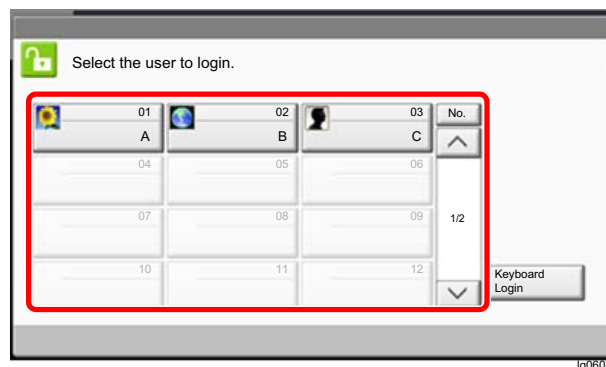 Select the user to login.
01 02 03 No.
A B C
04 05 06
07 08 09 1/2
10 11 12
Keyboard
Login